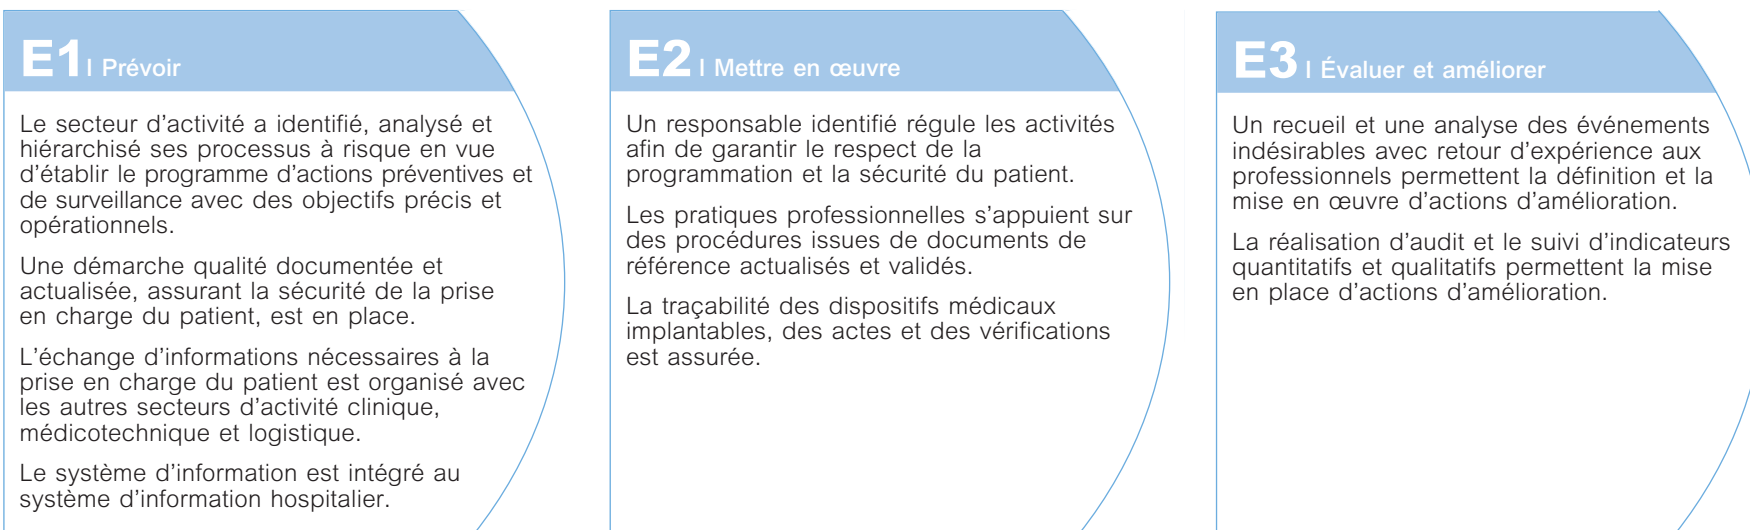 E1 I Prévoir
Le secteur d’activité a identifié, analysé et
hiérarchisé ses processus à risque en vue
d’établir le programme d’actions préventives et
de surveillance avec des objectifs précis et
opérationnels.
Une démarche qualité documentée et
actualisée, assurant la sécurité de la prise
en charge du patient, est en place.
L’échange d’informations nécessaires à la
prise en charge du patient est organisé avec
les autres secteurs d’activité clinique,
médicotechnique et logistique.
Le système d’information est intégré au
système d’information hospitalier.
E2 I Mettre en œuvre
Un responsable identifié régule les activités
afin de garantir le respect de la
programmation et la sécurité du patient.
Les pratiques professionnelles s’appuient sur
des procédures issues de documents de
référence actualisés et validés.
La traçabilité des dispositifs médicaux
implantables, des actes et des vérifications
est assurée.
E3 I Évaluer et améliorer
Un recueil et une analyse des événements
indésirables avec retour d’expérience aux
professionnels permettent la définition et la
mise en œuvre d’actions d’amélioration.
La réalisation d’audit et le suivi d’indicateurs
quantitatifs et qualitatifs permettent la mise
en place d’actions d’amélioration.